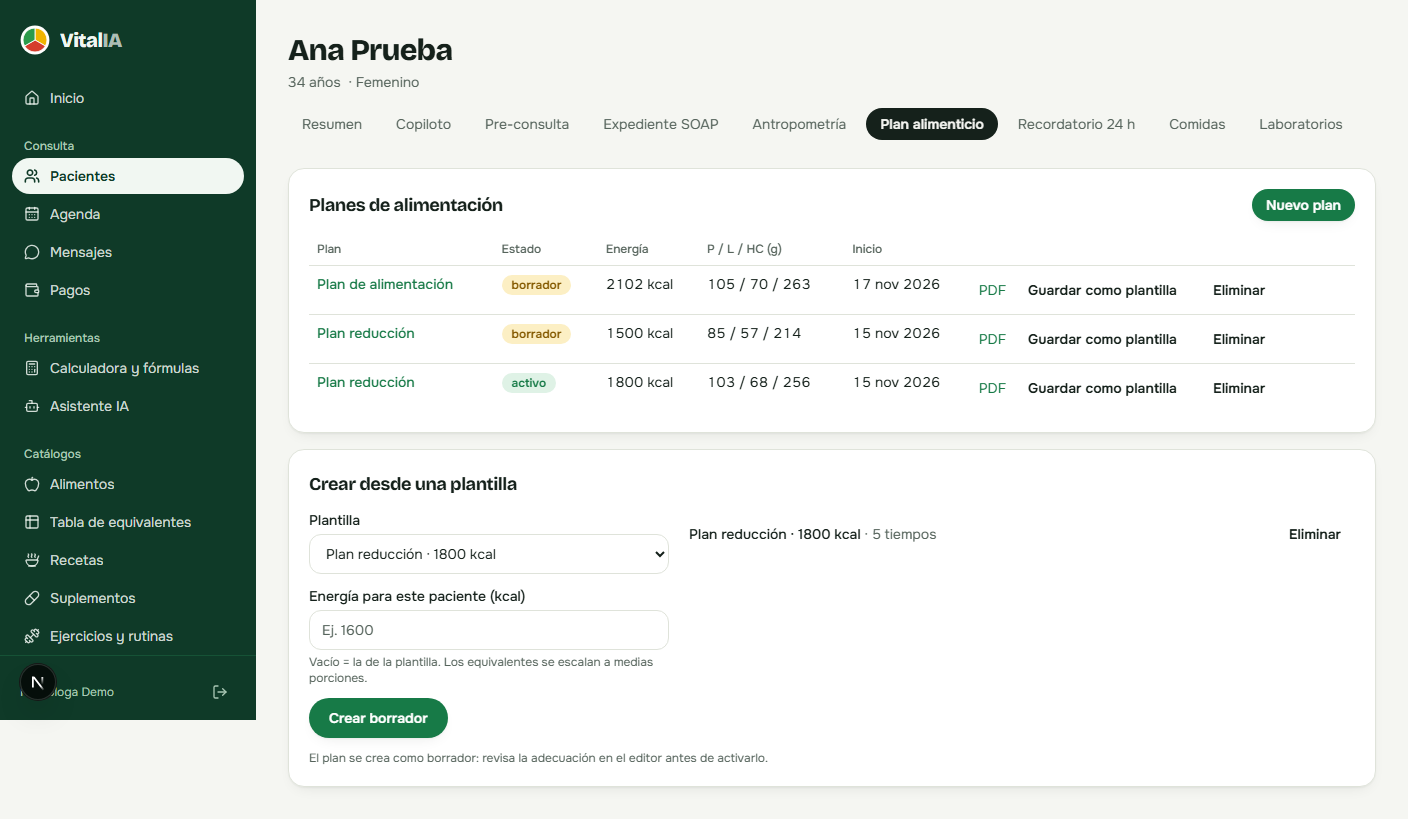 VitalIA
Inicio
Consulta
Pacientes
Agenda
Mensajes
Pagos
Herramientas
Calculadora y fórmulas
Asistente IA
Catálogos
Alimentos
Tabla de equivalentes
Recetas
Suplementos
Ejercicios y rutinas
N
Demo
Ana Prueba
34 años · Femenino
Resumen Copiloto Pre-consulta Expediente SOAP Antropometría Plan alimenticio Recordatorio 24 h Comidas Laboratorios
Planes de alimentación
Nuevo plan
Plan Estado Energía P / L / HC (g) Inicio
Plan de alimentación borrador 2102 kcal 105 / 70 / 263 17 nov 2026 PDF Guardar como plantilla Eliminar
Plan reducción borrador 1500 kcal 85 / 57 / 214 15 nov 2026 PDF Guardar como plantilla Eliminar
Plan reducción activo 1800 kcal 103 / 68 / 256 15 nov 2026 PDF Guardar como plantilla Eliminar
Crear desde una plantilla
Plantilla
Plan reducción · 1800 kcal
Plan reducción · 1800 kcal · 5 tiempos Eliminar
Energía para este paciente (kcal)
Ej. 1600
Vacío = la de la plantilla. Los equivalentes se escalan a medias
porciones.
Crear borrador
El plan se crea como borrador: revisa la adecuación en el editor antes de activarlo.